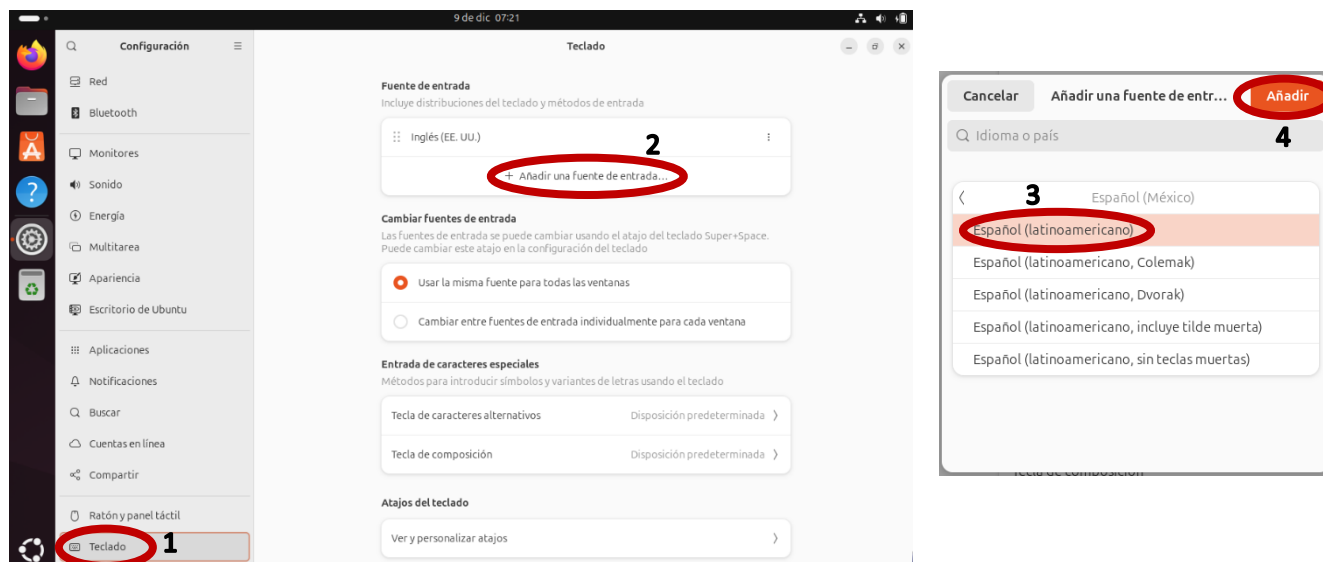 9 de dic 07:21
Configuración
Teclado
Red
Bluetooth
Monitores
Sonido
Energía
Multitarea
Apariencia
Escritorio de Ubuntu
Aplicaciones
Notificaciones
Buscar
Cuentas en línea
Compartir
Ratón y panel táctil
Teclado
1
Fuente de entrada
Incluye distribuciones del teclado y métodos de entrada
Inglés (EE. UU.)
2
+ Añadir una fuente de entrada...
Cambiar fuentes de entrada
Las fuentes de entrada se puede cambiar usando el atajo del teclado Super+Space.
Puede cambiar este atajo en la configuración del teclado
Usar la misma fuente para todas las ventanas
Cambiar entre fuentes de entrada individualmente para cada ventana
Entrada de caracteres especiales
Métodos para introducir símbolos y variantes de letras usando el teclado
Tecla de caracteres alternativos Disposición predeterminada
Tecla de composición Disposición predeterminada
Atajos del teclado
Ver y personalizar atajos
Cancelar Añadir una fuente de entr... Añadir
4
Idioma o país
3
Español (México)
Español (latinoamericano)
Español (latinoamericano, Colemak)
Español (latinoamericano, Dvorak)
Español (latinoamericano, incluye tilde muerta)
Español (latinoamericano, sin teclas muertas)
Tecla de composición